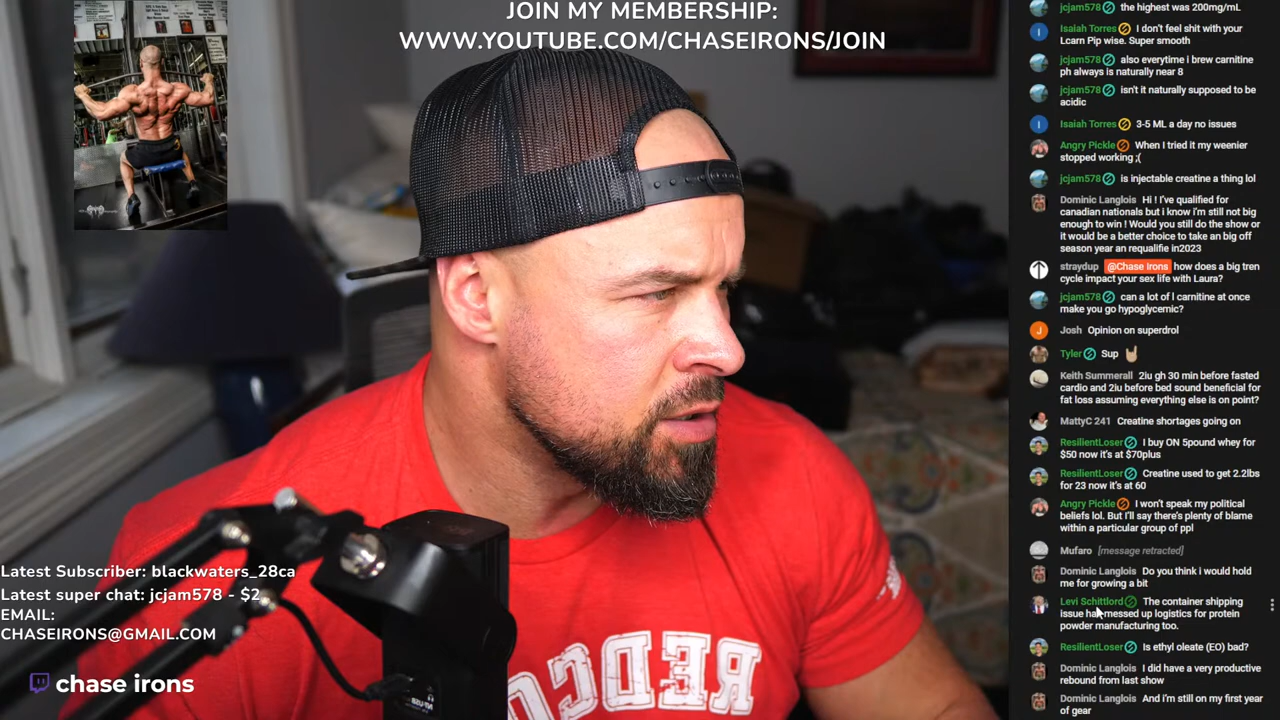 JOIN MY MEMBERSHIP:
WWW.YOUTUBE.COM/CHASEIRONS/JOIN
Latest Subscriber: blackwaters_28ca
Latest super chat: jcjam578 - $2
EMAIL:
CHASEIRONS@GMAIL.COM
chase irons
REDCO
jcjam578 the highest was 200mg/mL
Isaiah Torres I don't feel shit with your
Lcarn Pip wise. Super smooth
jcjam578 also everytime i brew carnitine
ph always is naturally near 8
jcjam578 isn't it naturally supposed to be
acidic
Isaiah Torres 3-5 ML a day no issues
Angry Pickle When I tried it my weenier
stopped working ;(
jcjam578 is injectable creatine a thing lol
Dominic Langlois Hi ! I've qualified for
canadian nationals but i know i'm still not big
enough to win ! Would you still do the show or
it would be a better choice to take an big off
season year an requalifie in2023
straydup @Chase Irons how does a big tren
cycle impact your sex life with Laura?
jcjam578 can a lot of l carnitine at once
make you go hypoglycemic?
J Josh Opinion on superdrol
Tyler Sup
Keith Summerall 2iu gh 30 min before fasted
cardio and 2iu before bed sound beneficial for
fat loss assuming everything else is on point?
MattyC 241 Creatine shortages going on
ResilientLoser I buy ON 5pound whey for
$50 now it's at $70plus
ResilientLoser Creatine used to get 2.2lbs
for 23 now it's at 60
Angry Pickle I won't speak my political
beliefs lol. But I'll say there's plenty of blame
within a particular group of ppl
Mufaro [message retracted]
Dominic Langlois Do you think i would hold
me for growing a bit
Levi Schittlord The container shipping
issue has messed up logistics for protein
powder manufacturing too.
ResilientLoser Is ethyl oleate (EO) bad?
Dominic Langlois I did have a very productive
rebound from last show
Dominic Langlois And i'm still on my first year
of gear